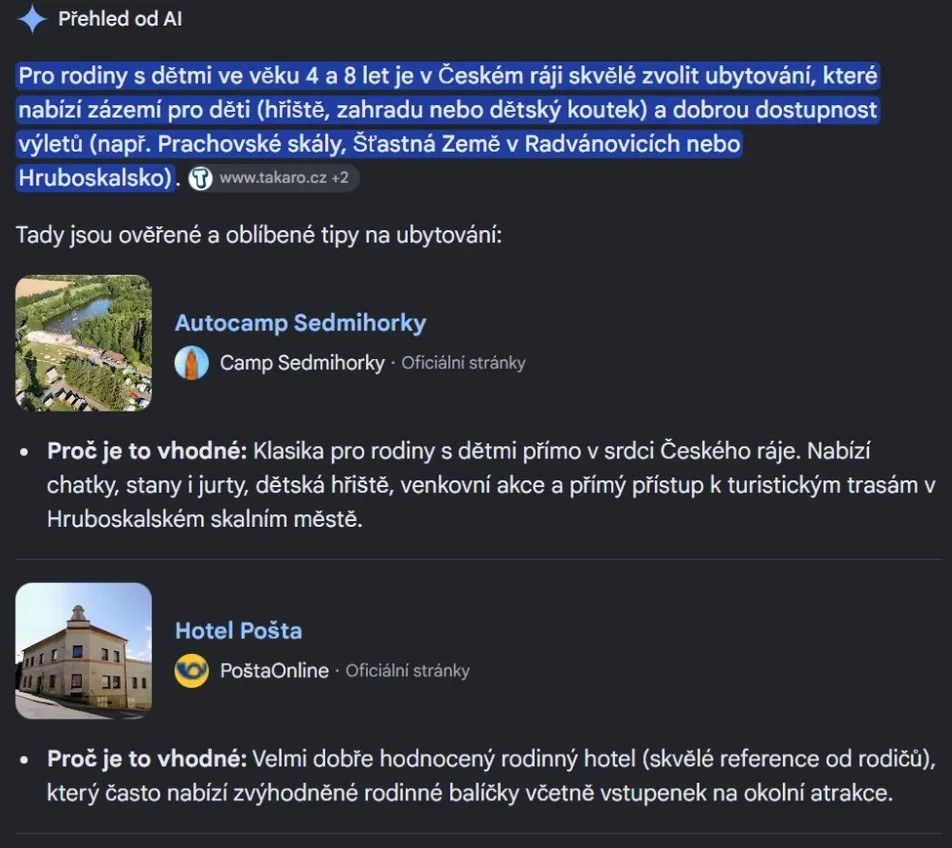 Přehled od AI
Pro rodiny s dětmi ve věku 4 a 8 let je v Českém ráji skvělé zvolit ubytování, které
nabízí zázemí pro děti (hřiště, zahradu nebo dětský koutek) a dobrou dostupnost
výletů (např. Prachovské skály, Šťastná Země v Radvánovicích nebo
Hruboskalsko). www.takaro.cz +2
Tady jsou ověřené a oblíbené tipy na ubytování:
Autocamp Sedmihorky
Camp Sedmihorky · Oficiální stránky
• Proč je to vhodné: Klasika pro rodiny s dětmi přímo v srdci Českého ráje. Nabízí
chatky, stany i jurty, dětská hřiště, venkovní akce a přímý přístup k turistickým trasám v
Hruboskalském skalním městě.
Hotel Pošta
PoštaOnline · Oficiální stránky
• Proč je to vhodné: Velmi dobře hodnocený rodinný hotel (skvělé reference od rodičů),
který často nabízí zvýhodněné rodinné balíčky včetně vstupenek na okolní atrakce.